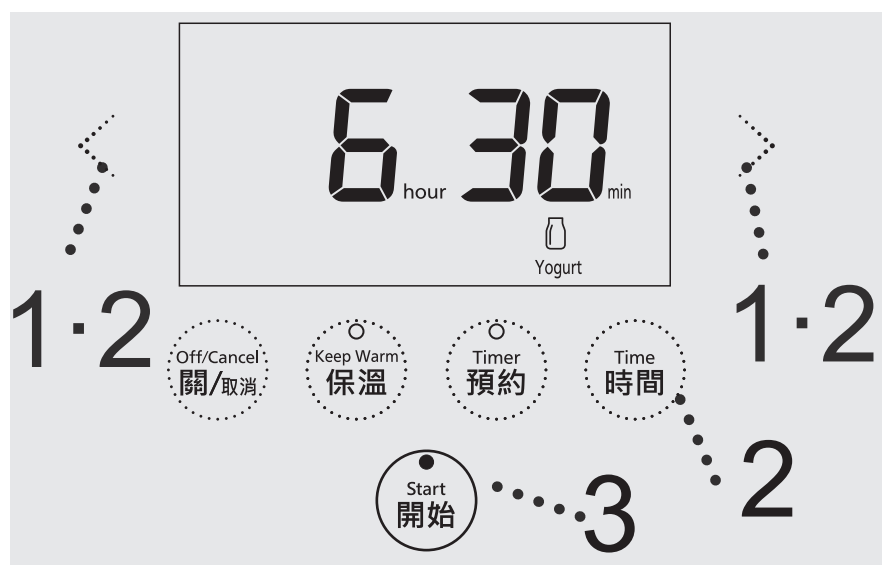 6 hour 30 min
Yogurt
1·2
1·2
Off/Cancel
關/取消
Keep Warm
保溫
Timer
預約
Time
時間
2
Start
開始
3